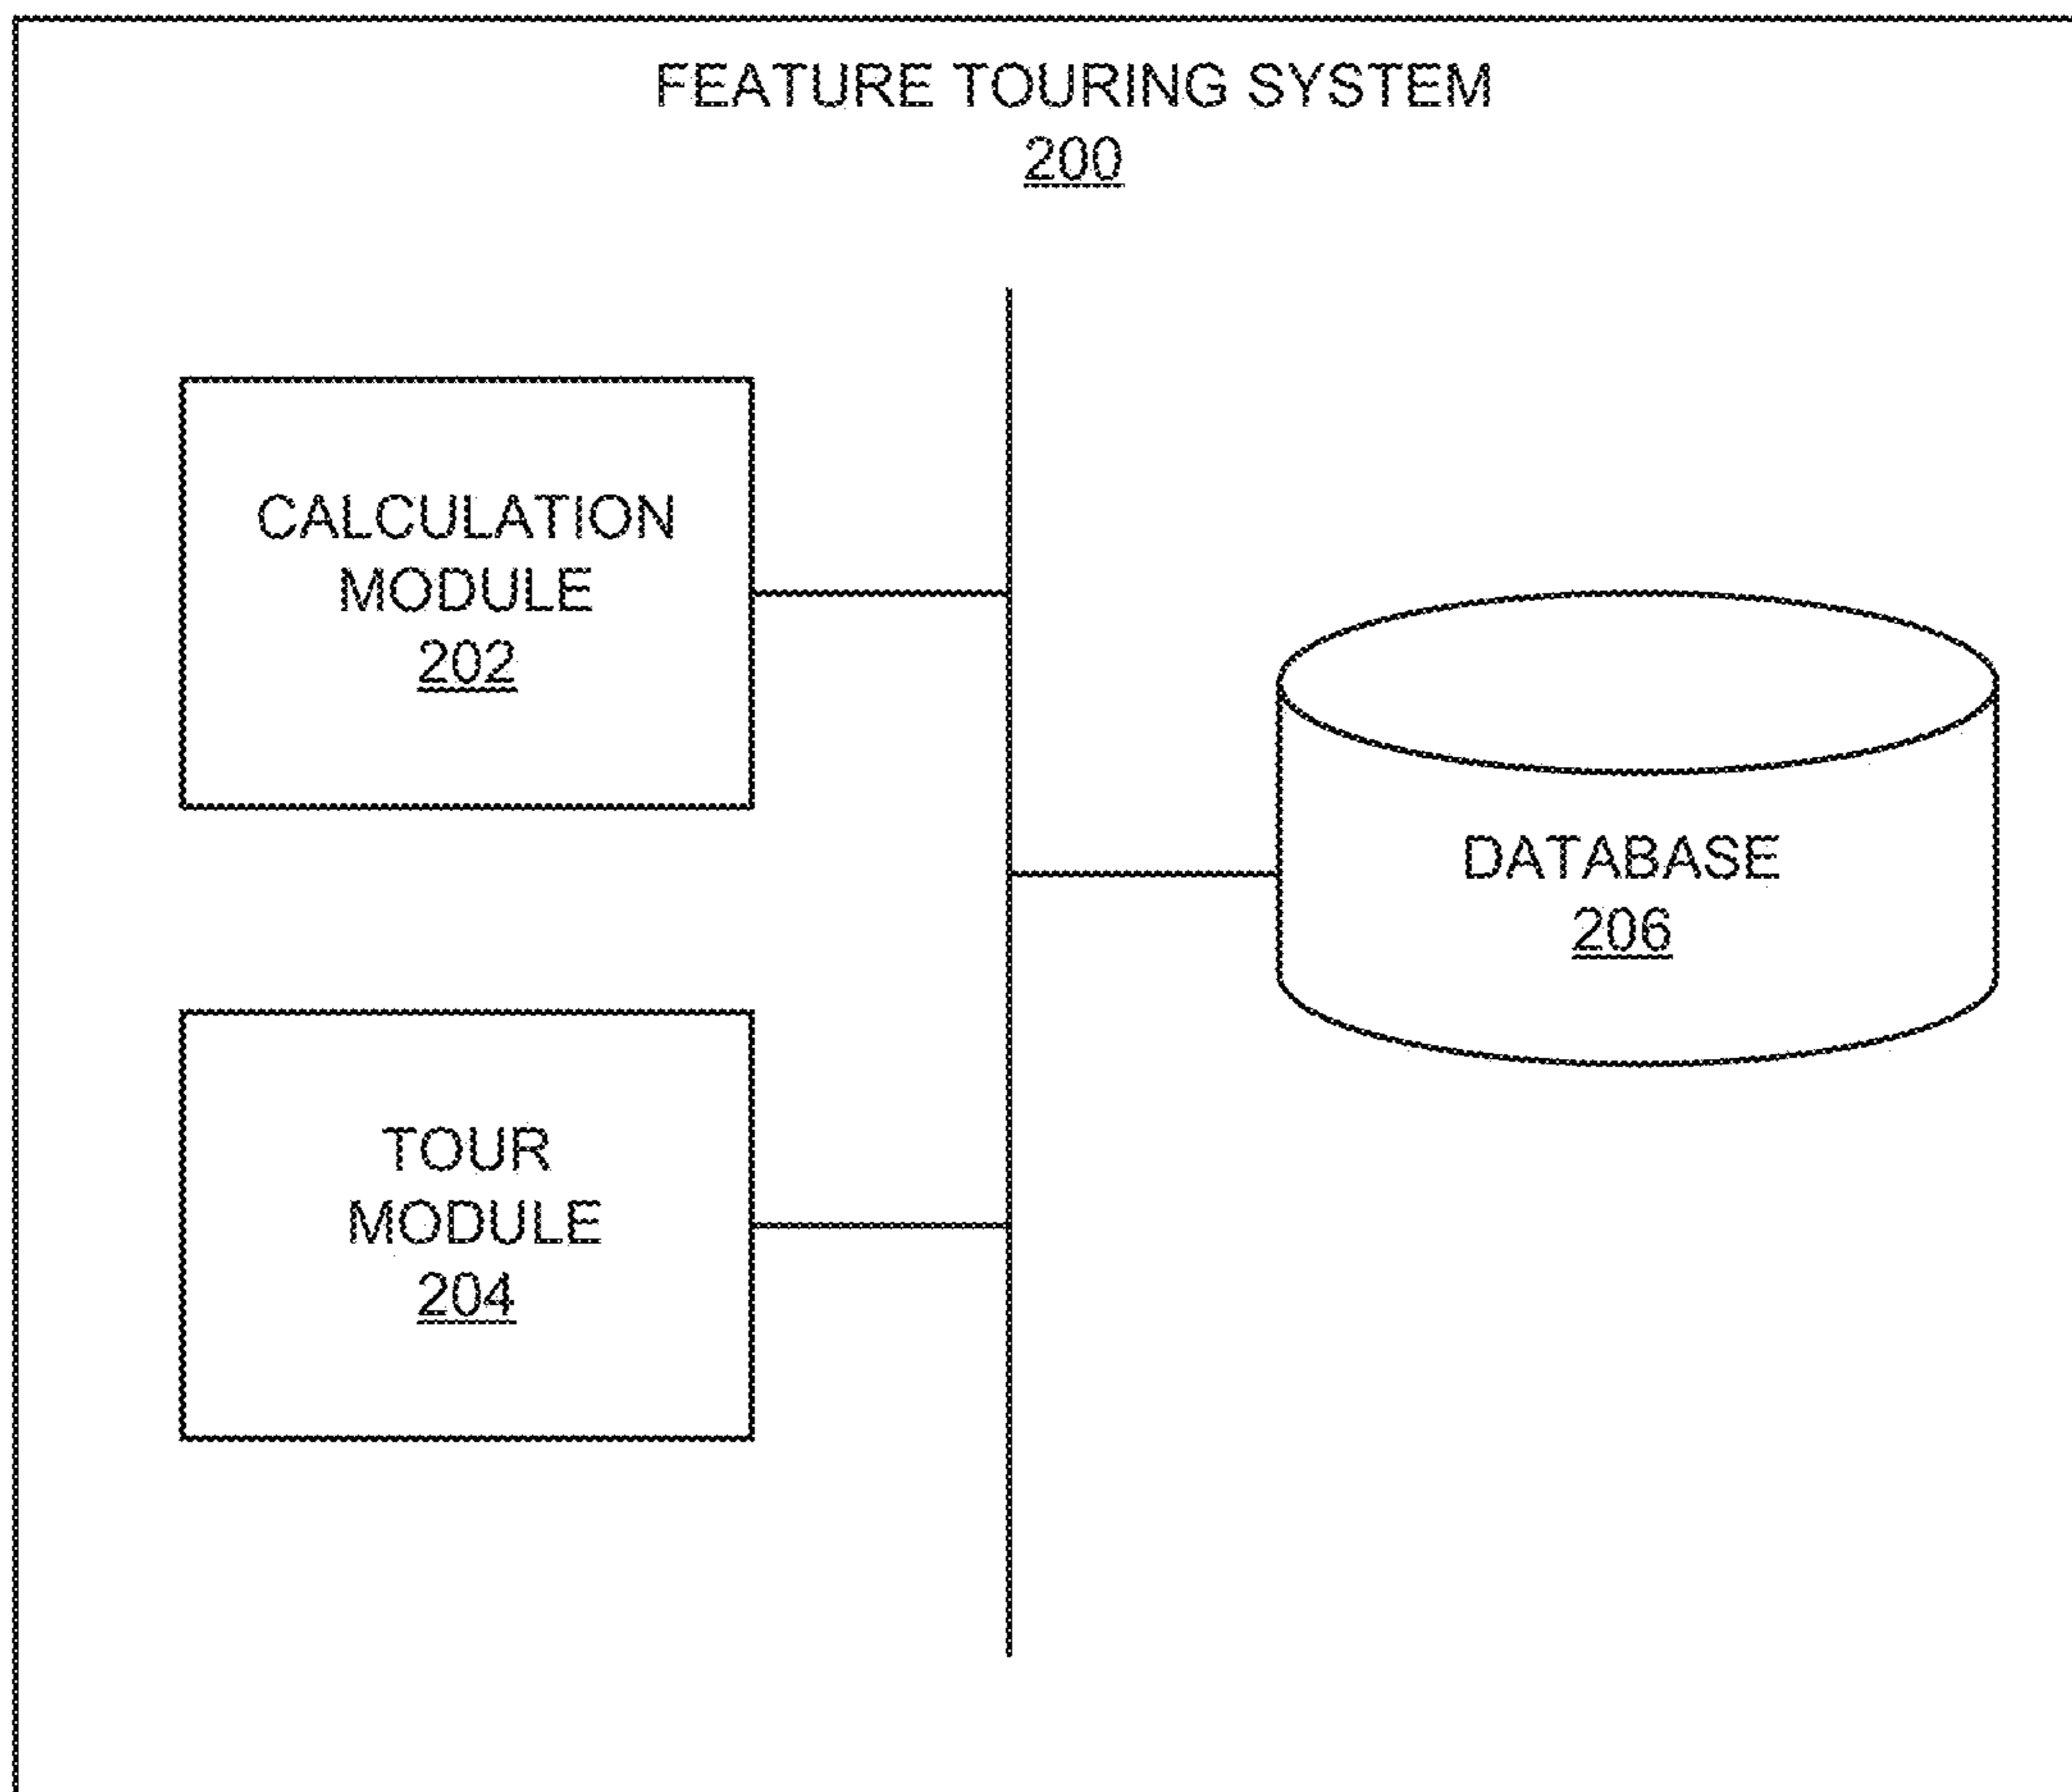 FEATURE TOURING SYSTEM
200
CALCULATION
MODULE
202
DATABASE
206
TOUR
MODULE
204